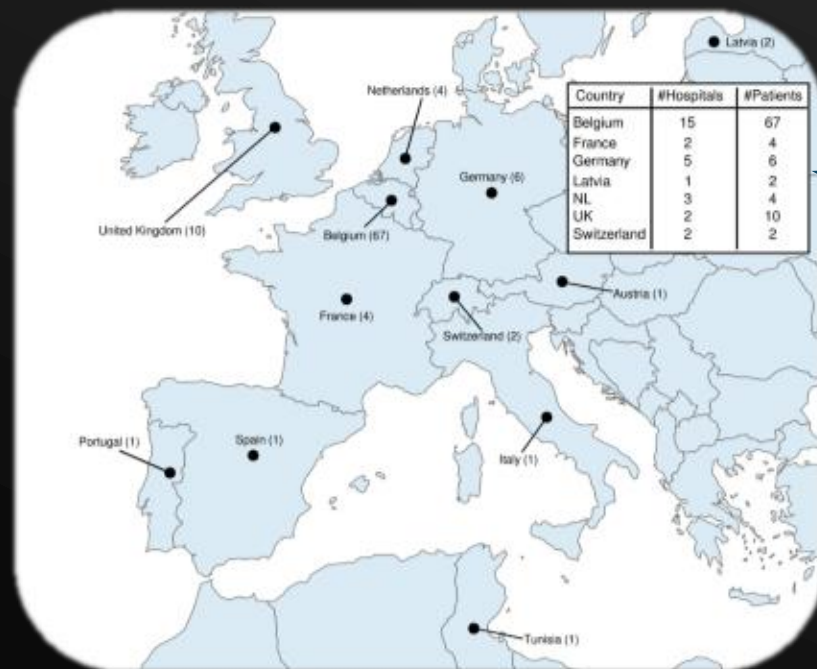 Latvia (2)
Netherlands (4)
Country #Hospitals #Patients
Belgium 15 67
France 2 4
Germany 5 6
Latvia 1 2
NL 3 4
UK 2 10
Switzerland 2 2
Germany (6)
United Kingdom (10)
Belgium (67)
Austria (1)
France (4)
Switzerland (2)
Portugal (1)
Spain (1)
Italy (1)
Tunisia (1)